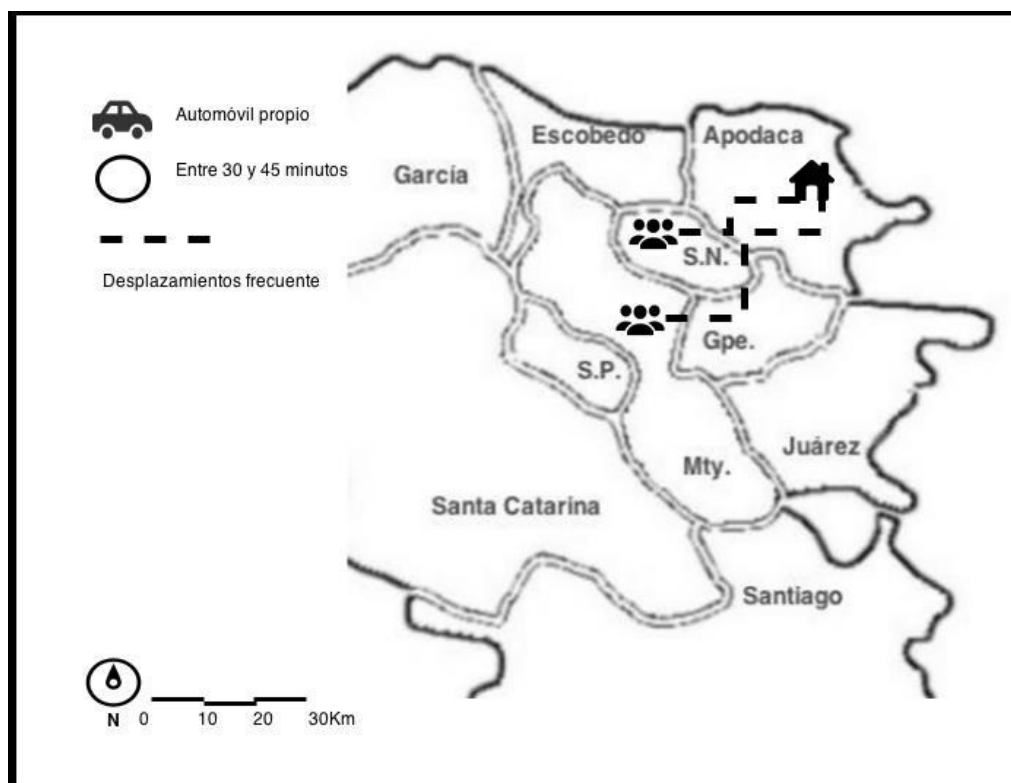 Automóvil propio
Entre 30 y 45 minutos
Desplazamientos frecuente
Escobedo
Apodaca
García
S.N.
Gpe.
S.P.
Juárez
Mty.
Santa Catarina
Santiago
N 0 10 20 30Km